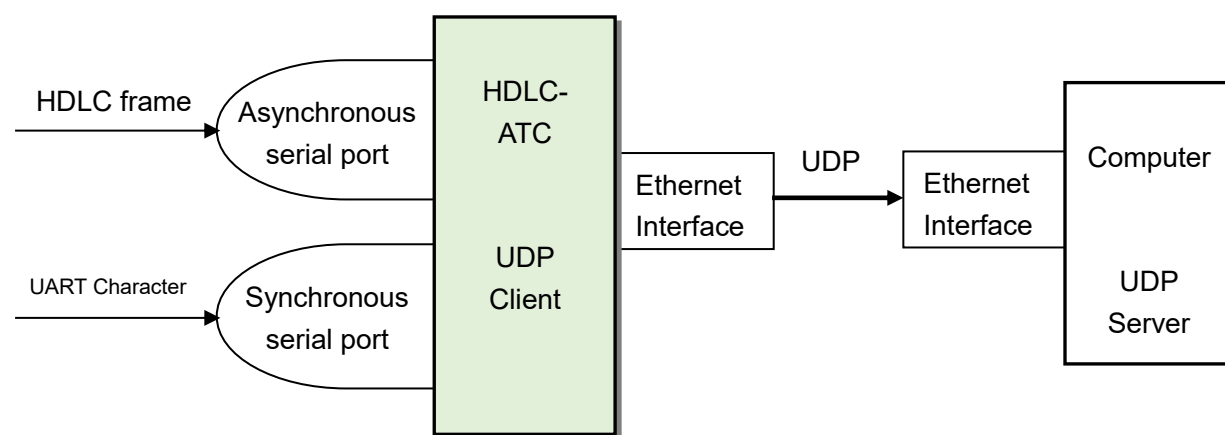 HDLC frame
Asynchronous
serial port
UART Character
Synchronous
serial port
HDLC-
ATC
UDP
Client
Ethernet
Interface
UDP
Ethernet
Interface
Computer
UDP
Server